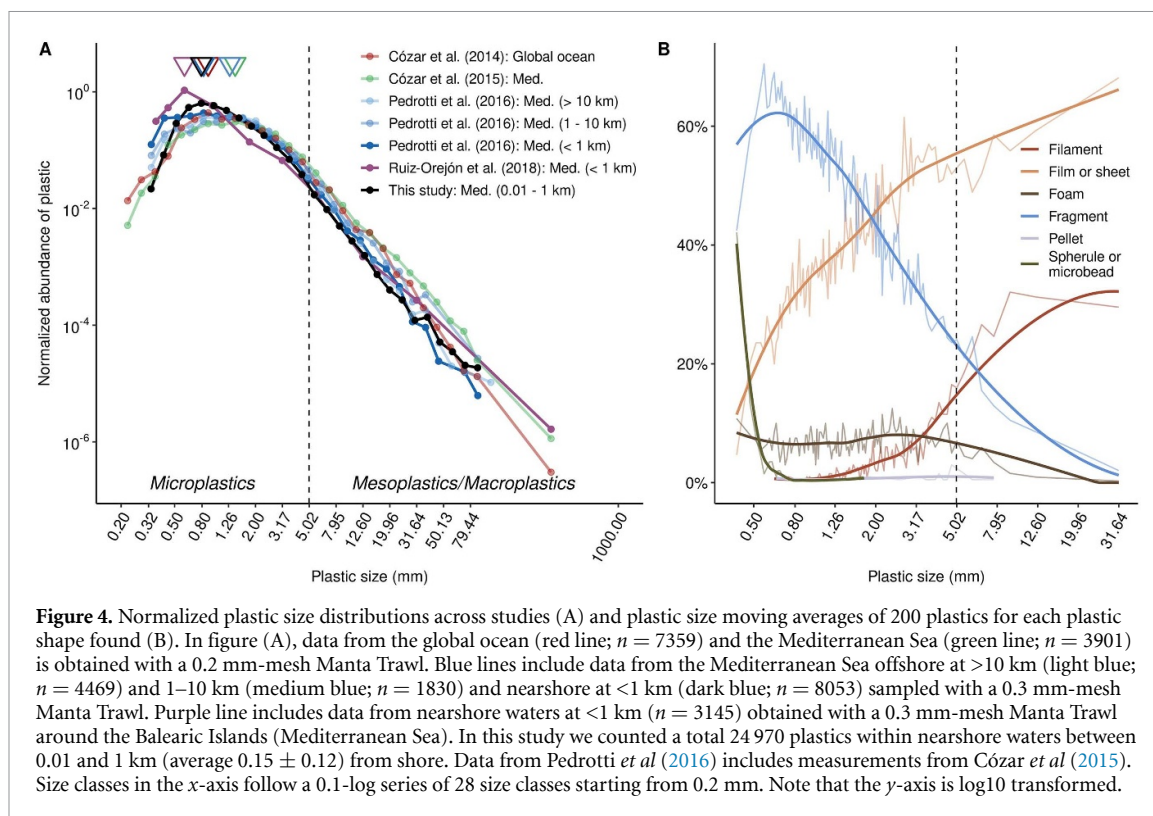 A
B
Cózar et al. (2014): Global ocean
Cózar et al. (2015): Med.
Pedrotti et al. (2016): Med. (> 10 km)
Pedrotti et al. (2016): Med. (1 - 10 km)
Pedrotti et al. (2016): Med. (< 1 km)
Ruiz-Orejón et al. (2018): Med. (< 1 km)
This study: Med. (0.01 - 1 km)
Normalized abundance of plastic
10⁰
10⁻²
10⁻⁴
10⁻⁶
Microplastics
Mesoplastics/Macroplastics
0.20
0.32
0.50
0.80
1.26
2.00
3.17
5.02
7.95
12.60
19.96
31.64
50.13
79.44
1000.00
Plastic size (mm)
60%
40%
20%
0%
Filament
Film or sheet
Foam
Fragment
Pellet
Spherule or
microbead
0.50
0.80
1.26
2.00
3.17
5.02
7.95
12.60
19.96
31.64
Plastic size (mm)
Figure 4. Normalized plastic size distributions across studies (A) and plastic size moving averages of 200 plastics for each plastic
shape found (B). In figure (A), data from the global ocean (red line; n = 7359) and the Mediterranean Sea (green line; n = 3901)
is obtained with a 0.2 mm-mesh Manta Trawl. Blue lines include data from the Mediterranean Sea offshore at >10 km (light blue;
n = 4469) and 1–10 km (medium blue; n = 1830) and nearshore at <1 km (dark blue; n = 8053) sampled with a 0.3 mm-mesh
Manta Trawl. Purple line includes data from nearshore waters at <1 km (n = 3145) obtained with a 0.3 mm-mesh Manta Trawl
around the Balearic Islands (Mediterranean Sea). In this study we counted a total 24 970 plastics within nearshore waters between
0.01 and 1 km (average 0.15 ± 0.12) from shore. Data from Pedrotti et al (2016) includes measurements from Cózar et al (2015).
Size classes in the x-axis follow a 0.1-log series of 28 size classes starting from 0.2 mm. Note that the y-axis is log10 transformed.